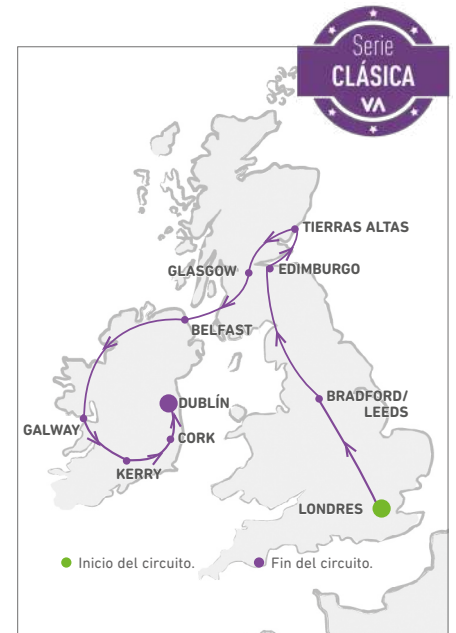 Serie
CLÁSICA
VA
TIERRAS ALTAS
GLASGOW
EDIMBURGO
BELFAST
BRADFORD/
LEEDS
DUBLÍN
GALWAY
CORK
KERRY
LONDRES
Inicio del circuito.
Fin del circuito.